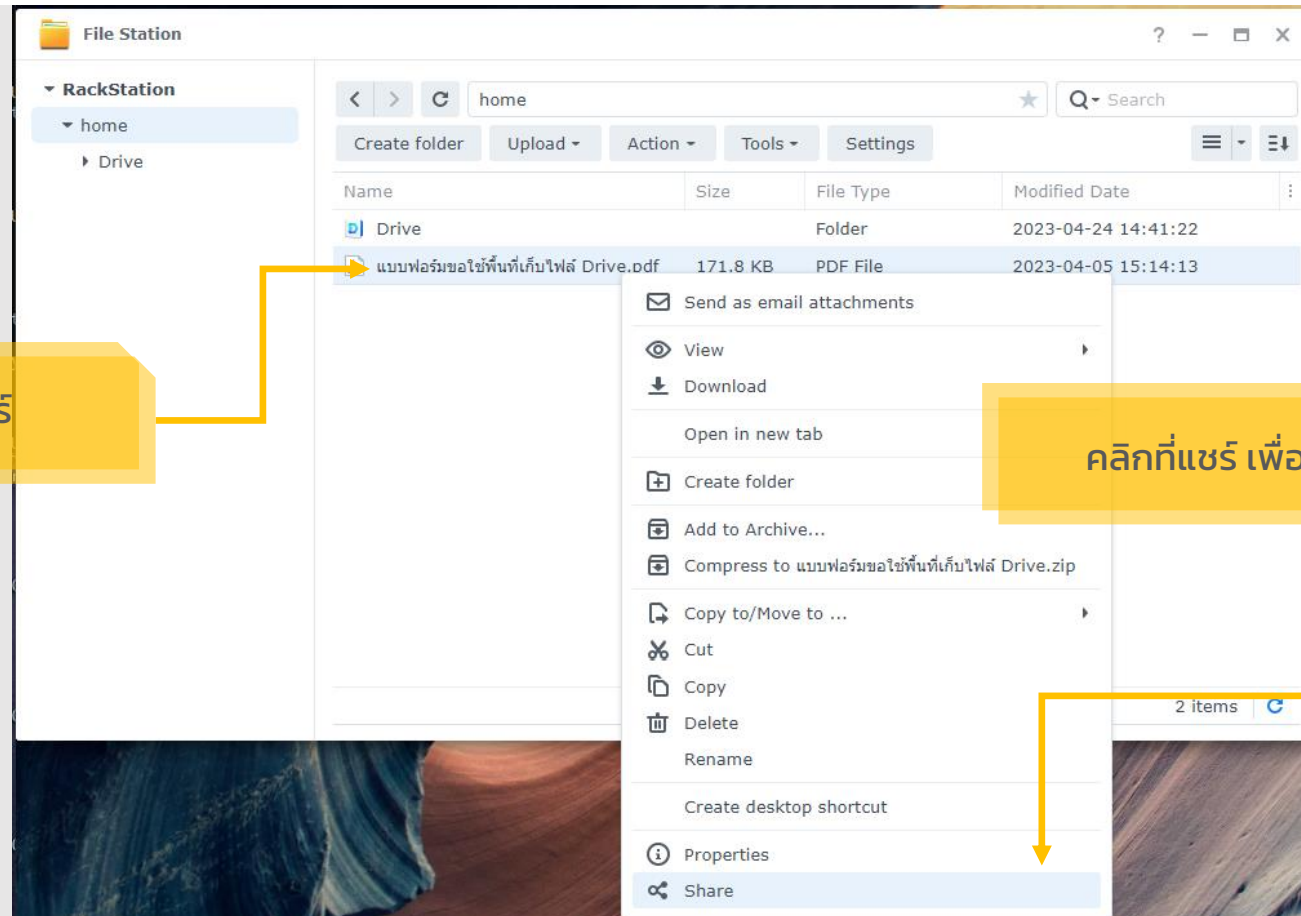 File Station
RackStation
home
Drive
home
Search
Create folder
Upload
Action
Tools
Settings
Name
Size
File Type
Modified Date
Drive
Folder
2023-04-24 14:41:22
แบบฟอร์มขอใช้พื้นที่เก็บไฟล์ Drive.pdf
171.8 KB
PDF File
2023-04-05 15:14:13
Send as email attachments
View
Download
Open in new tab
คลิกที่แชร์ เพื่อ
Create folder
Add to Archive...
Compress to แบบฟอร์มขอใช้พื้นที่เก็บไฟล์ Drive.zip
Copy to/Move to ...
Cut
Copy
2 items
Delete
Rename
Create desktop shortcut
Properties
Share